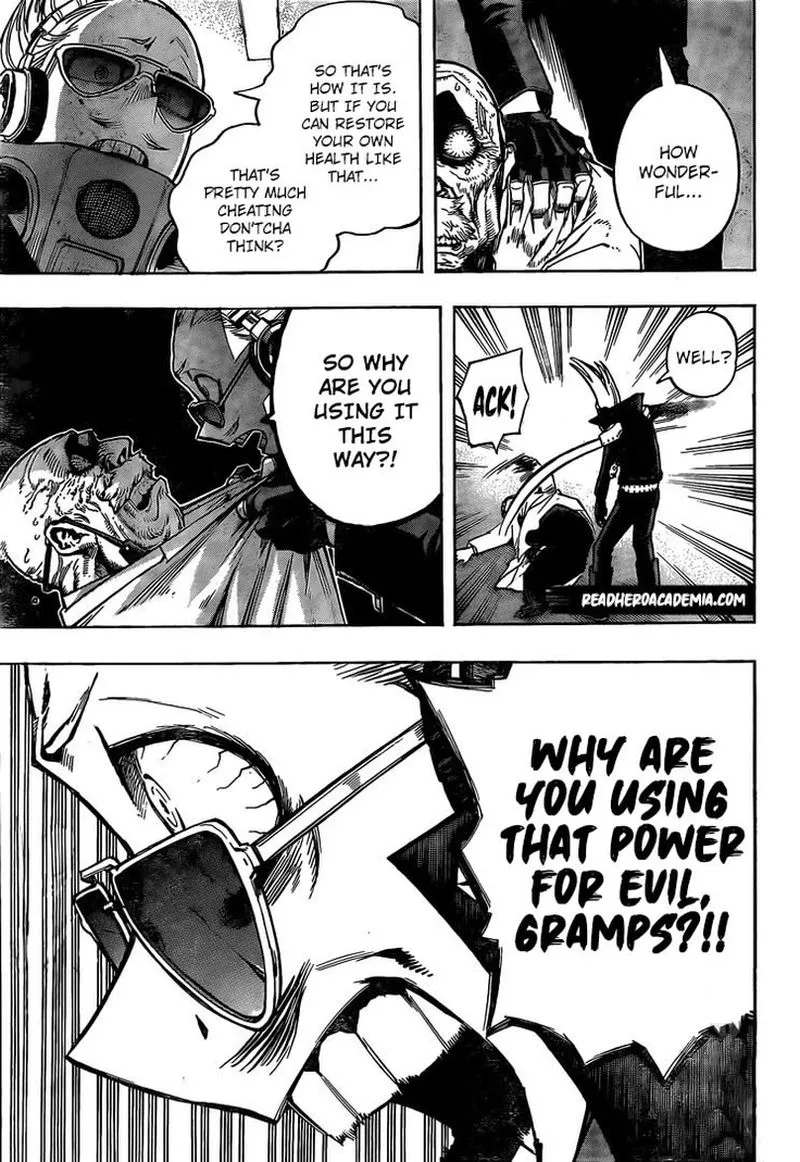 HOW
WONDER-
FUL...
SO THAT'S
HOW IT IS.
BUT IF YOU
CAN RESTORE
YOUR OWN
HEALTH LIKE
THAT...
THAT'S
PRETTY MUCH
CHEATING
DON'TCHA
THINK?
WELL?
ACK!
READHEROACADEMIA.COM
SO WHY
ARE YOU
USING IT
THIS
WAY?!
WHY ARE
YOU USING
THAT POWER
FOR EVIL,
GRAMPS?!!